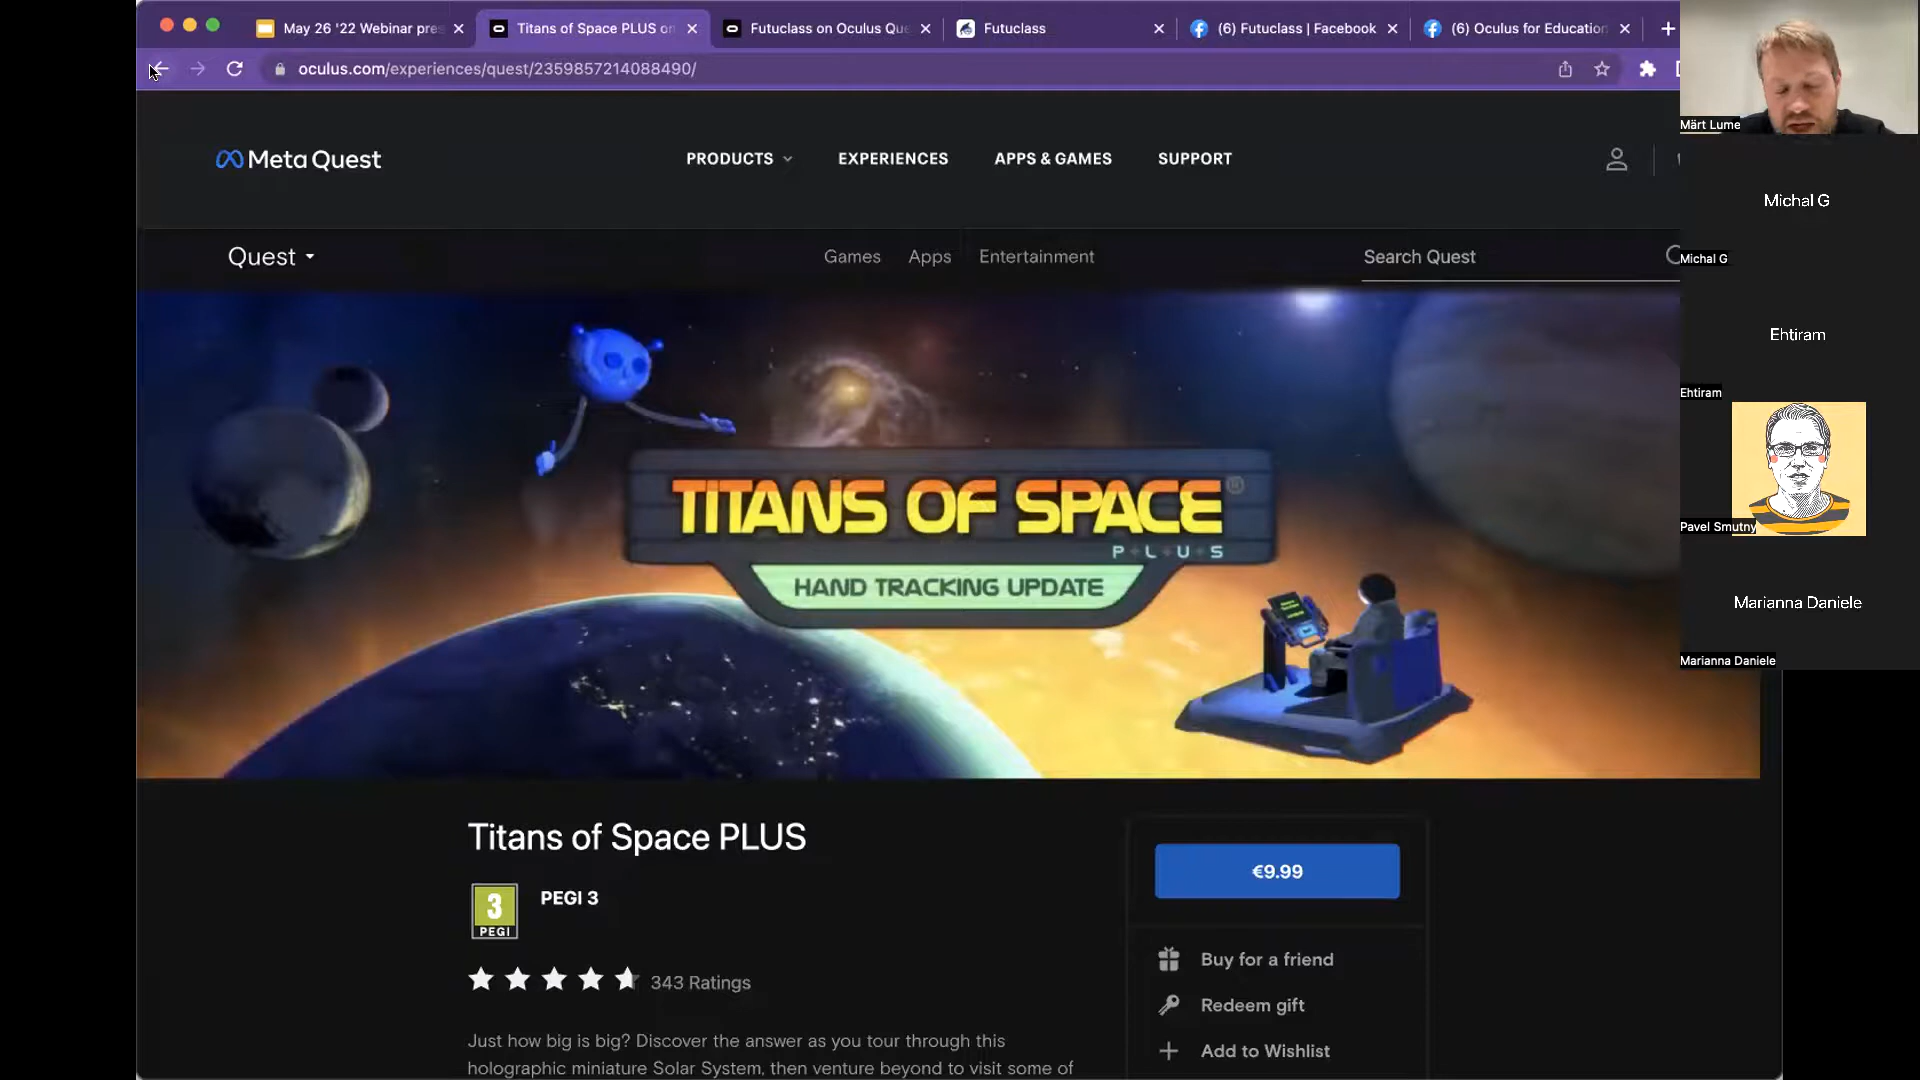 May 26 '22 Webinar pres
Titans of Space PLUS on
Futuclass on Oculus Que
Futuclass
(6) Futuclass | Facebook
(6) Oculus for Education
oculus.com/experiences/quest/2359857214088490/
Meta Quest
PRODUCTS
EXPERIENCES
APPS & GAMES
SUPPORT
Quest
Games
Apps
Entertainment
Search Quest
TITANS OF SPACE ®
PLUS
HAND TRACKING UPDATE
Titans of Space PLUS
3
PEGI
PEGI 3
343 Ratings
Just how big is big? Discover the answer as you tour through this
holographic miniature Solar System, then venture beyond to visit some of
€9.99
Buy for a friend
Redeem gift
Add to Wishlist
Märt Lume
Michal G
Michal G
Ehtiram
Ehtiram
Pavel Smutny
Marianna Daniele
Marianna Daniele